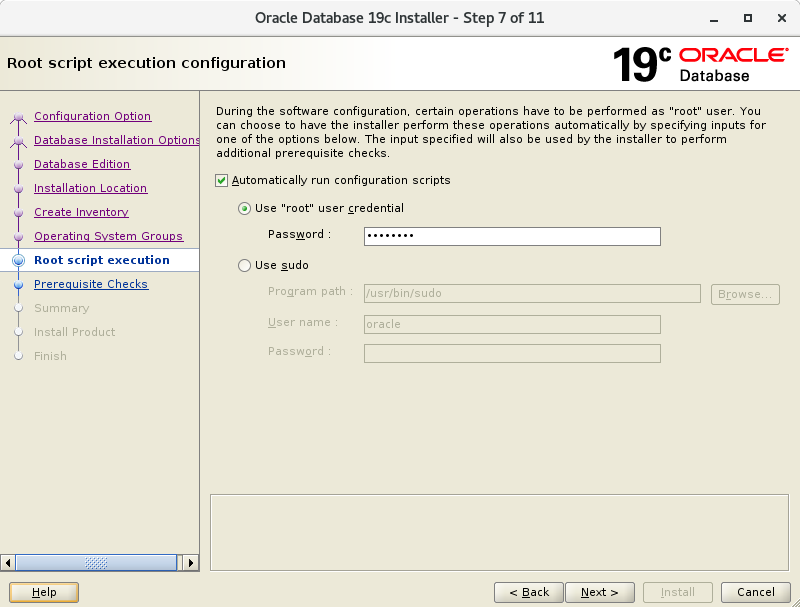 Oracle Database 19c Installer - Step 7 of 11
Root script execution configuration
19c ORACLE
Database
Configuration Option
Database Installation Options
Database Edition
Installation Location
Create Inventory
Operating System Groups
Root script execution
Prerequisite Checks
Summary
Install Product
Finish
During the software configuration, certain operations have to be performed as "root" user. You
can choose to have the installer perform these operations automatically by specifying inputs for
one of the options below. The input specified will also be used by the installer to perform
additional prerequisite checks.
Automatically run configuration scripts
Use "root" user credential
Password : ••••••••
Use sudo
Program path : /usr/bin/sudo Browse...
User name : oracle
Password :
Help < Back Next > Install Cancel